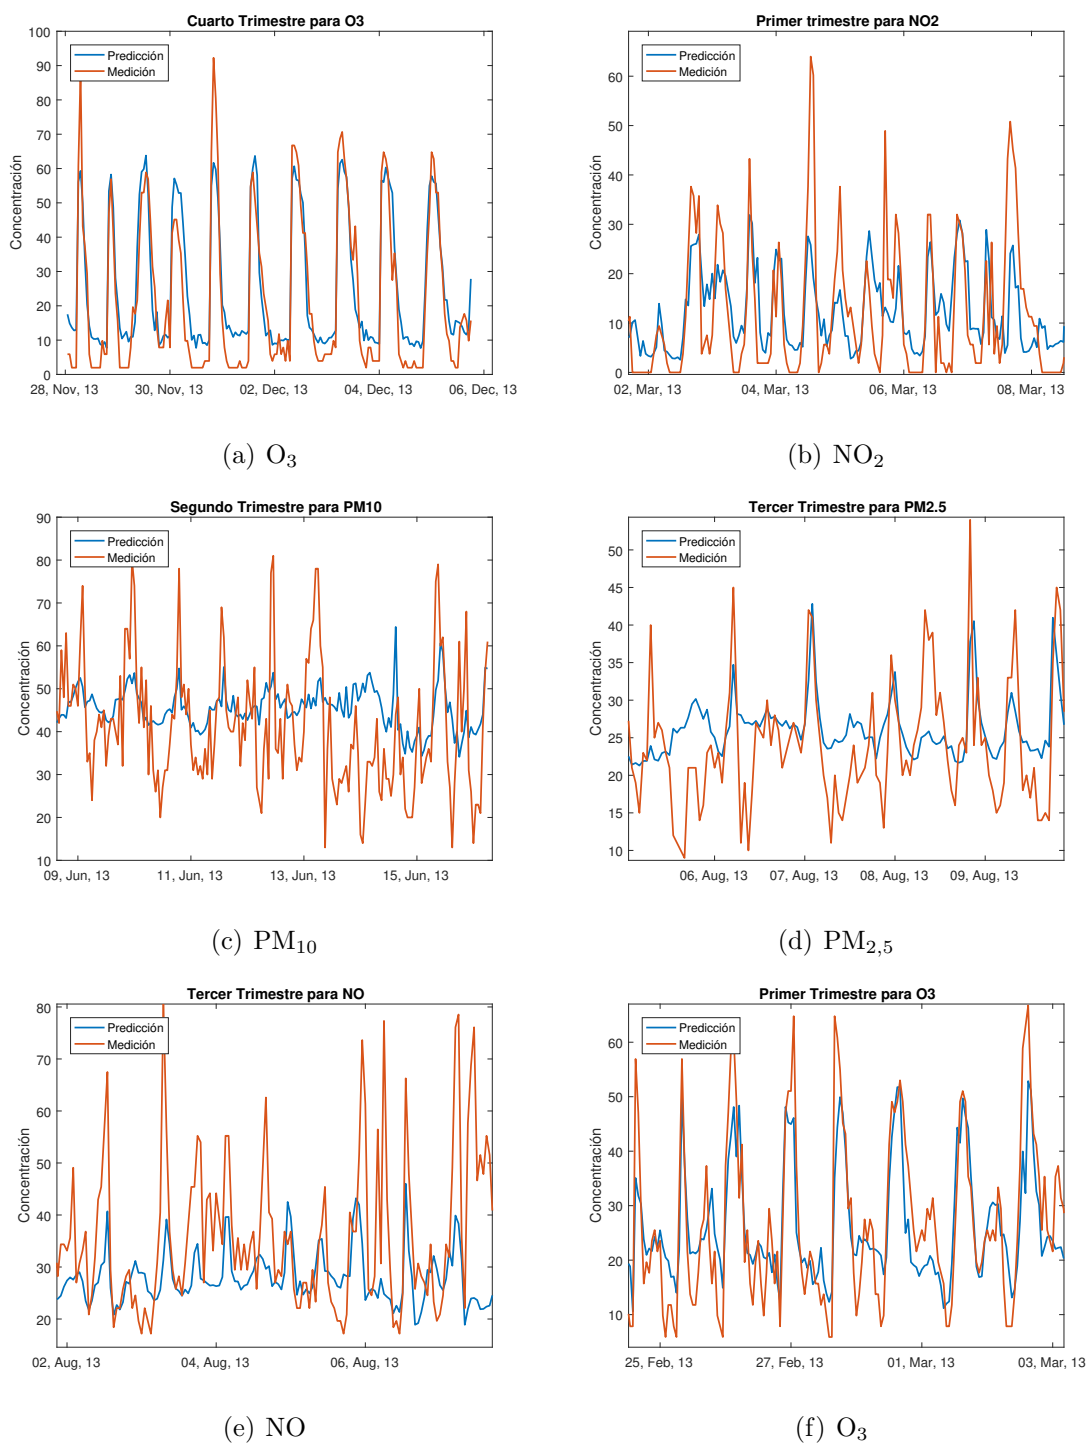 Cuarto Trimestre para O3
Concentración
100
90
80
70
60
50
40
30
20
10
0
Predicción
Medición
28, Nov, 13 30, Nov, 13 02, Dec, 13 04, Dec, 13 06, Dec, 13
(a) O₃
Primer trimestre para NO2
60
50
40
30
20
10
0
Predicción
Medición
02, Mar, 13 04, Mar, 13 06, Mar, 13 08, Mar, 13
(b) NO₂
Segundo Trimestre para PM10
Concentración
90
80
70
60
50
40
30
20
10
Predicción
Medición
09, Jun, 13 11, Jun, 13 13, Jun, 13 15, Jun, 13
(c) PM₁₀
Tercer Trimestre para PM2.5
Concentración
50
45
40
35
30
25
20
15
10
Predicción
Medición
06, Aug, 13 07, Aug, 13 08, Aug, 13 09, Aug, 13
(d) PM₂,₅
Tercer Trimestre para NO
Concentración
80
70
60
50
40
30
20
Predicción
Medición
02, Aug, 13 04, Aug, 13 06, Aug, 13
(e) NO
Primer Trimestre para O3
Concentración
60
50
40
30
20
10
Predicción
Medición
25, Feb, 13 27, Feb, 13 01, Mar, 13 03, Mar, 13
(f) O₃